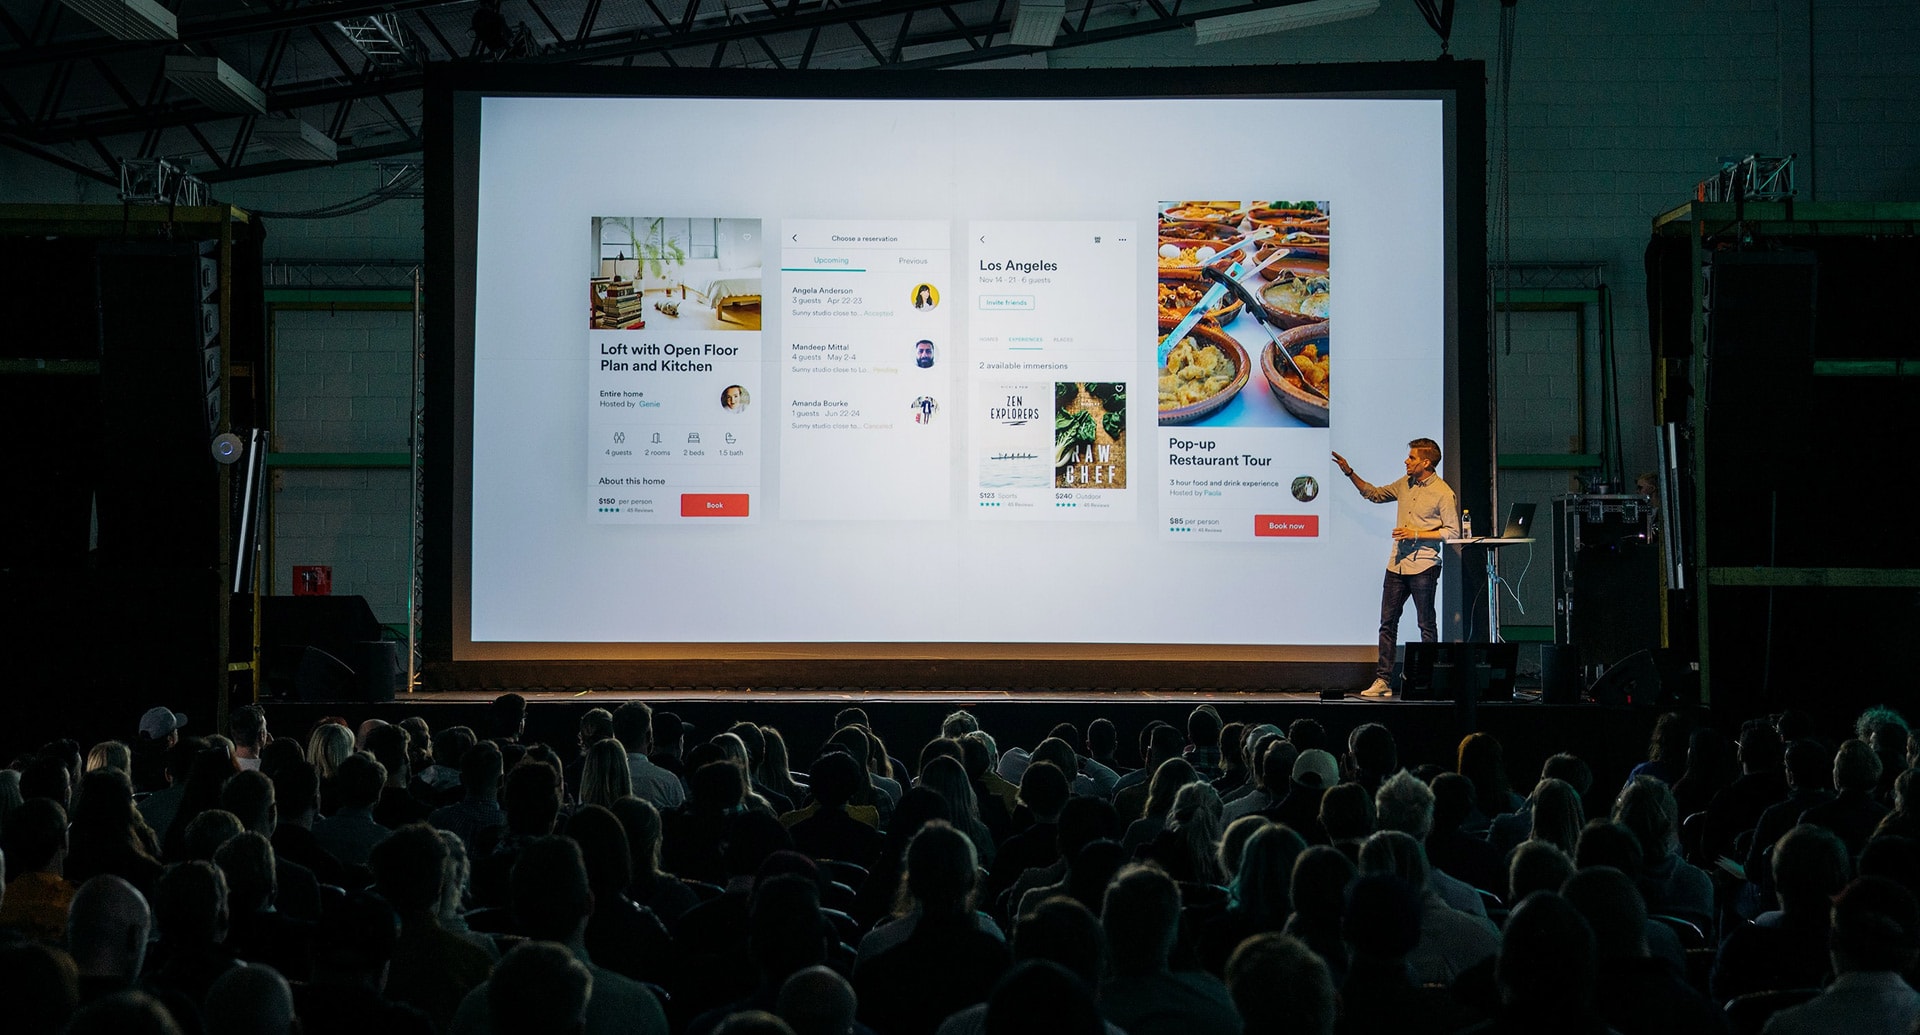 Loft with Open Floor
Plan and Kitchen
Entire home
Hosted by Genie
4 guests 2 rooms 2 beds 1.5 bath
About this home
$150 per person
45 Reviews
Book
Choose a reservation
Upcoming Previous
Angela Anderson
3 guests Apr 22-23
Sunny studio close to... Accepted
Mandeep Mittal
4 guests May 2-4
Sunny studio close to Lo... Pending
Amanda Bourke
1 guests Jun 22-24
Sunny studio close to... Canceled
Los Angeles
Nov 14 - 21 · 6 guests
Invite friends
HOMES EXPERIENCES PLACES
2 available immersions
ZEN
EXPLORERS
$123 Sports
45 Reviews
RAW
CHEF
$240 Outdoor
45 Reviews
Pop-up
Restaurant Tour
3 hour food and drink experience
Hosted by Paola
$85 per person
45 Reviews
Book now